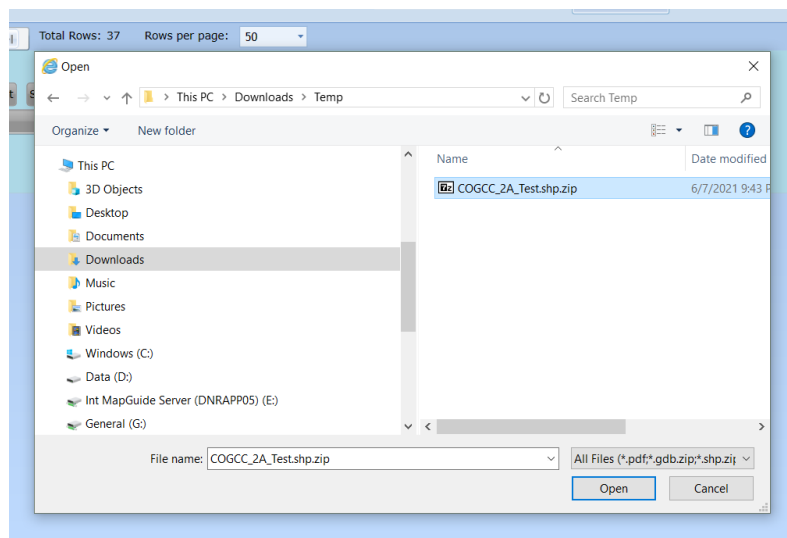 Total Rows: 37 Rows per page: 50
Open
This PC > Downloads > Temp
Search Temp
Organize New folder
Name Date modified
This PC
COGCC_2A_Test.shp.zip 6/7/2021 9:43
3D Objects
Desktop
Documents
Downloads
Music
Pictures
Videos
Windows (C:)
Data (D:)
Int MapGuide Server (DNRAPP05) (E:)
General (G:)
File name: COGCC_2A_Test.shp.zip All Files (*.pdf;*.gdb.zip;*.shp.zip
Open Cancel